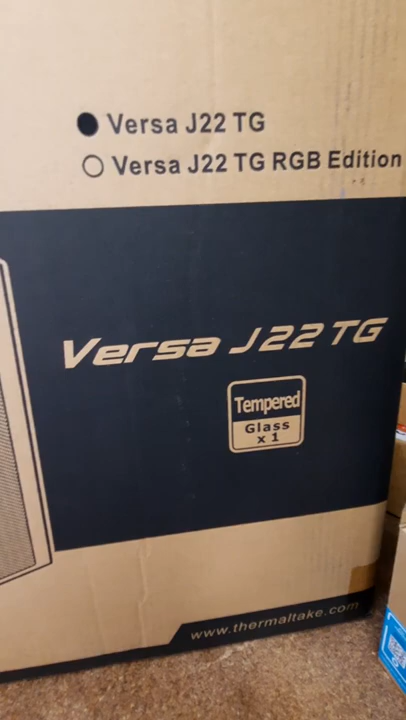 Versa J22 TG
Versa J22 TG RGB Edition
Versa J22 TG
Tempered
Glass
x 1
www.thermaltake.com